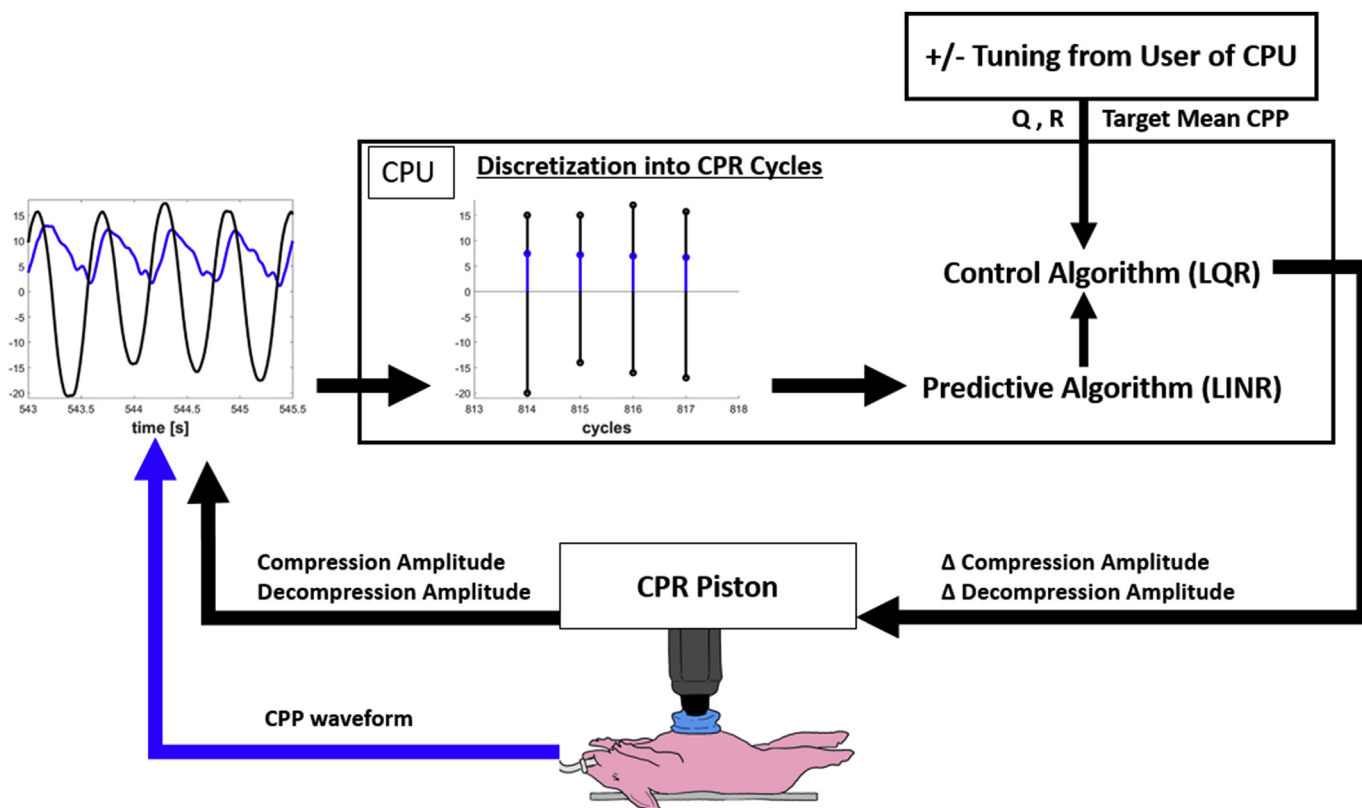 +/- Tuning from User of CPU
Q , R
Target Mean CPP
CPU
Discretization into CPR Cycles
15
10
5
0
-5
-10
-15
-20
543
543.5
544
544.5
545
545.5
time [s]
15
10
5
0
-5
-10
-15
-20
813
814
815
816
817
818
cycles
Control Algorithm (LQR)
Predictive Algorithm (LINR)
Compression Amplitude
Decompression Amplitude
CPR Piston
Δ Compression Amplitude
Δ Decompression Amplitude
CPP waveform